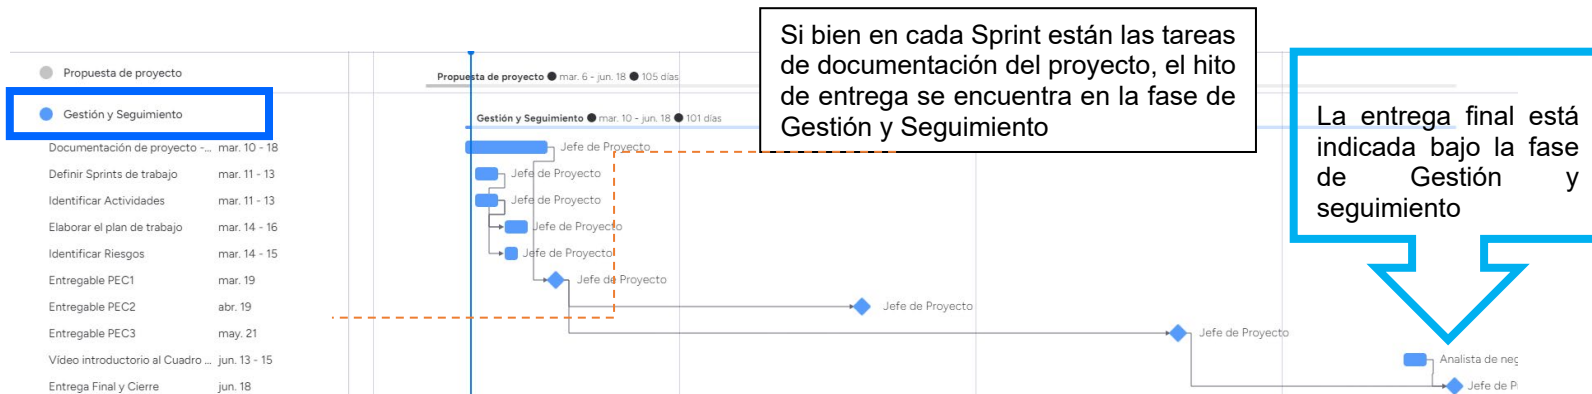 Si bien en cada Sprint están las tareas
de documentación del proyecto, el hito
de entrega se encuentra en la fase de
Gestión y Seguimiento
La entrega final está
indicada bajo la fase
de Gestión y
seguimiento
Propuesta de proyecto
Propuesta de proyecto ● mar. 6 - jun. 18 ● 105 días
Gestión y Seguimiento
Gestión y Seguimiento ● mar. 10 - jun. 18 ● 101 días
Documentación de proyecto -... mar. 10 - 18 Jefe de Proyecto
Definir Sprints de trabajo mar. 11 - 13 Jefe de Proyecto
Identificar Actividades mar. 11 - 13 Jefe de Proyecto
Elaborar el plan de trabajo mar. 14 - 16 Jefe de Proyecto
Identificar Riesgos mar. 14 - 15 Jefe de Proyecto
Entregable PEC1 mar. 19 Jefe de Proyecto
Entregable PEC2 abr. 19 Jefe de Proyecto
Entregable PEC3 may. 21 Jefe de Proyecto
Vídeo introductorio al Cuadro ... jun. 13 - 15 Analista de neg
Entrega Final y Cierre jun. 18 Jefe de P